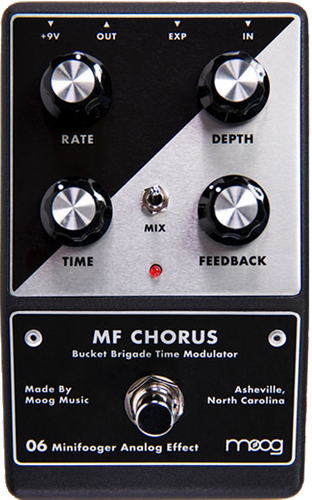 +9V OUT EXP IN
RATE DEPTH
MIX
TIME FEEDBACK
MF CHORUS
Bucket Brigade Time Modulator
Made By Asheville,
Moog Music North Carolina
06 Minifooger Analog Effect moog